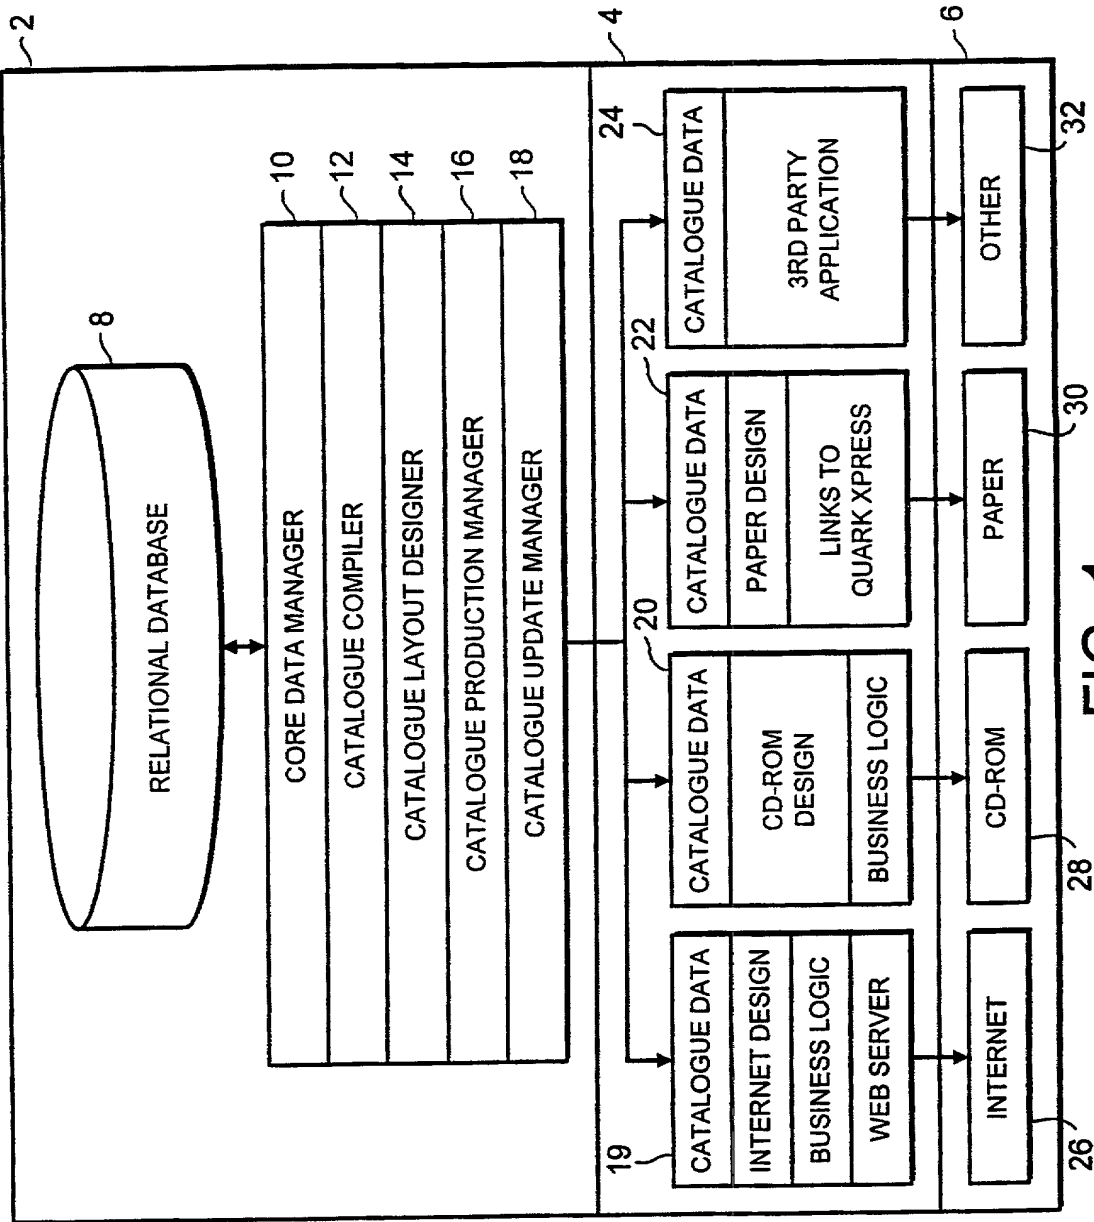 2
8
RELATIONAL DATABASE
10
CORE DATA MANAGER
12
CATALOGUE COMPILER
14
CATALOGUE LAYOUT DESIGNER
16
CATALOGUE PRODUCTION MANAGER
18
CATALOGUE UPDATE MANAGER
4
19
CATALOGUE DATA
INTERNET DESIGN
BUSINESS LOGIC
WEB SERVER
20
CATALOGUE DATA
CD-ROM
DESIGN
BUSINESS LOGIC
22
CATALOGUE DATA
PAPER DESIGN
LINKS TO
QUARK XPRESS
24
CATALOGUE DATA
3RD PARTY
APPLICATION
6
INTERNET
26
CD-ROM
28
PAPER
30
OTHER
32